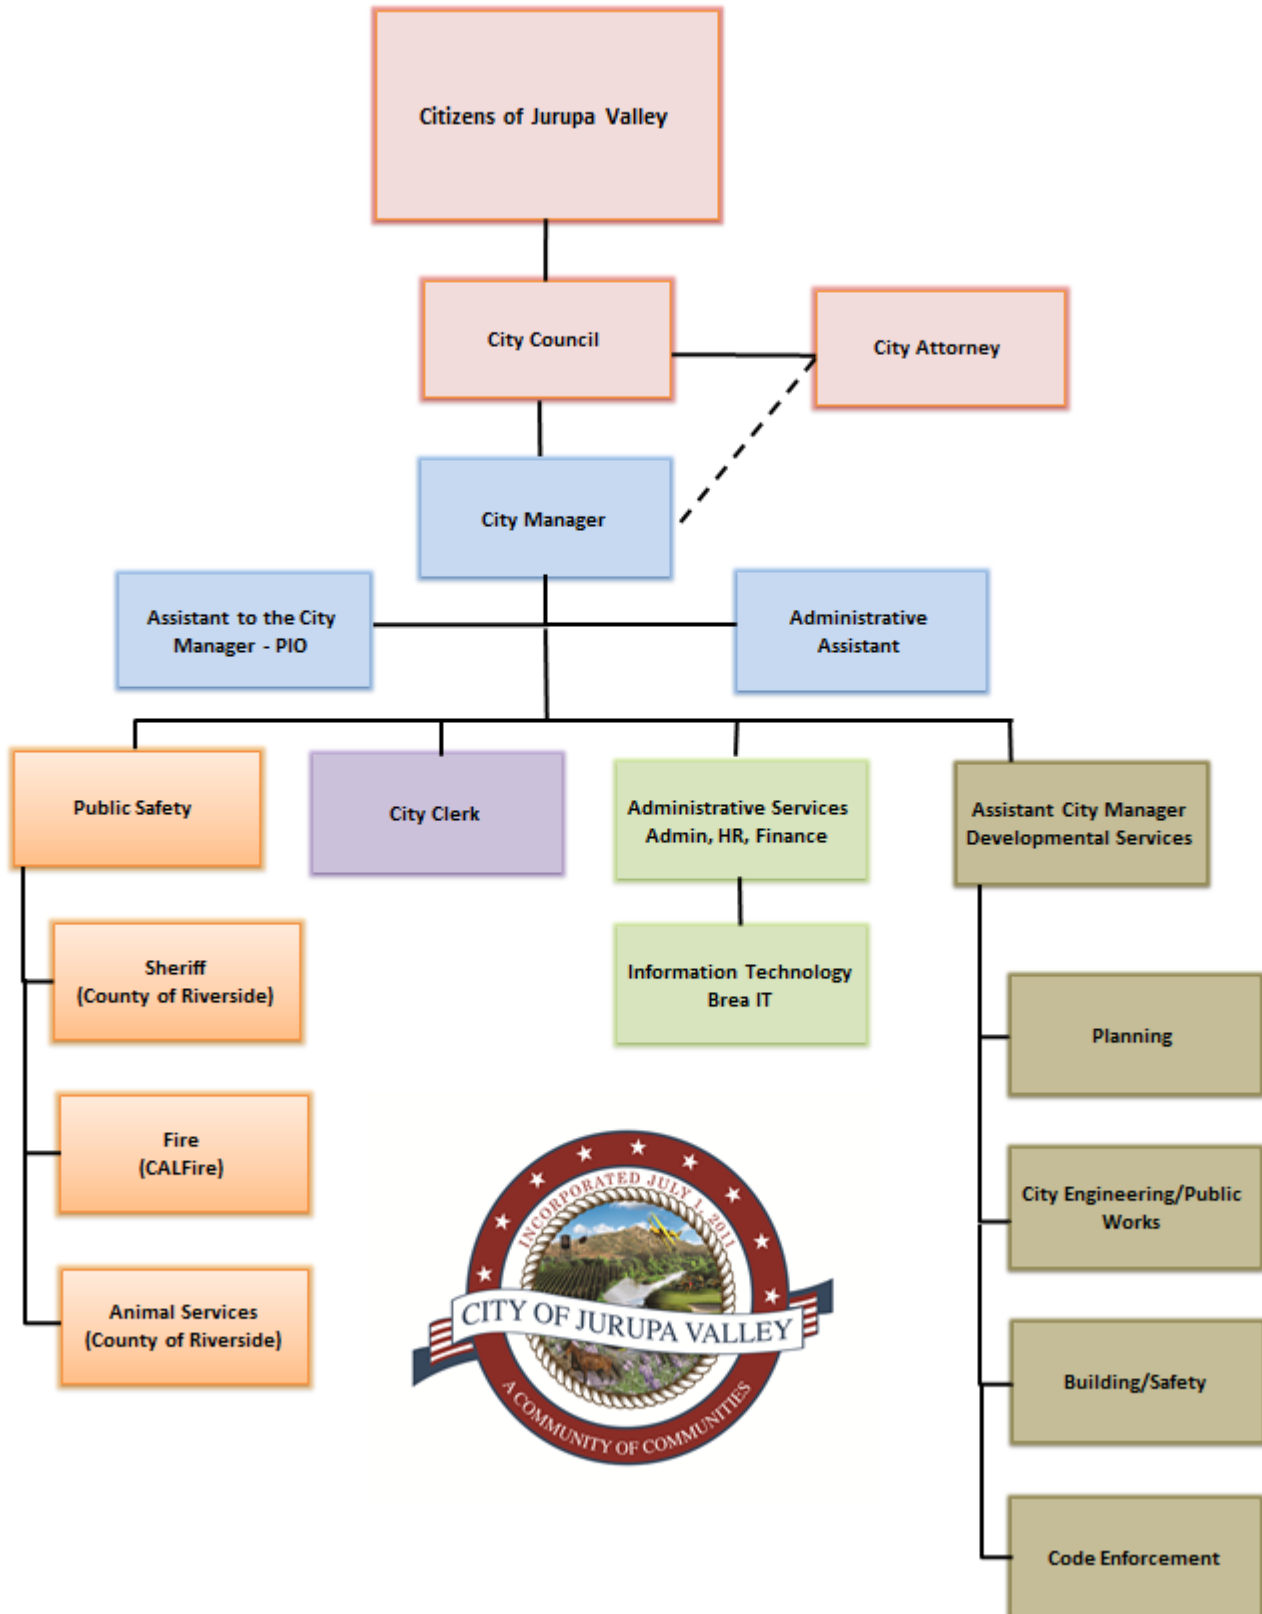 Citizens of Jurupa Valley
City Council
City Attorney
City Manager
Assistant to the City
Manager - PIO
Administrative
Assistant
Public Safety
City Clerk
Administrative Services
Admin, HR, Finance
Assistant City Manager
Developmental Services
Sheriff
(County of Riverside)
Information Technology
Brea IT
Planning
Fire
(CALFire)
City Engineering/Public
Works
Animal Services
(County of Riverside)
Building/Safety
Code Enforcement
INCORPORATED JULY 1, 2011
CITY OF JURUPA VALLEY
A COMMUNITY OF COMMUNITIES